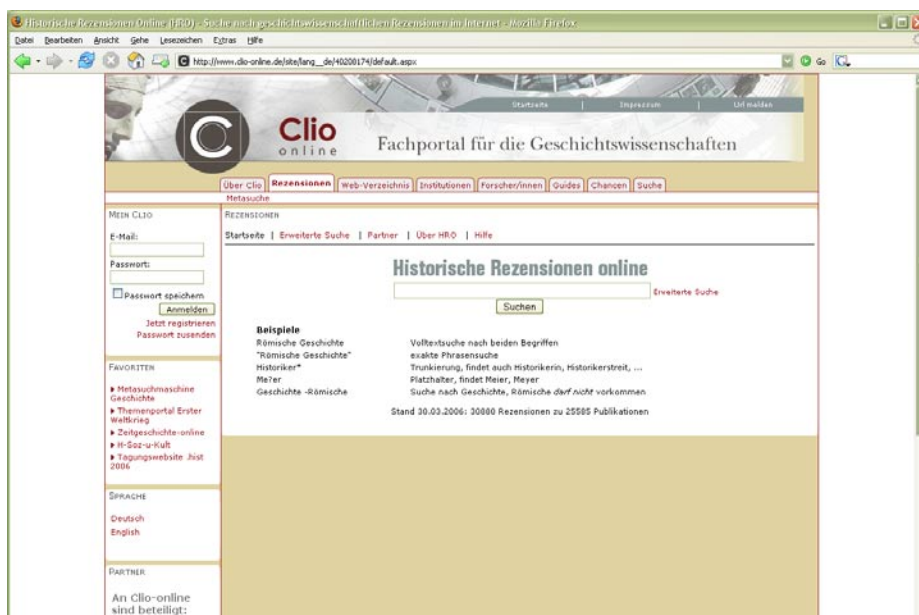 Historische Rezensionen Online (HRO) - Suche nach geschichtswissenschaftlichen Rezensionen im Internet - Mozilla Firefox
Datei Bearbeiten Ansicht Gehe Lesezeichen Extras Hilfe
http://www.clio-online.de/site/lang__de/40200174/default.aspx Go
Startseite | Impressum | Url melden
C Clio
online
Fachportal für die Geschichtswissenschaften
Über Clio Rezensionen Web-Verzeichnis Institutionen Forscher/innen Guides Chancen Suche
Metasuche
MEIN CLIO
E-Mail:
Passwort:
Passwort speichern
Anmelden
Jetzt registrieren
Passwort zusenden
FAVORITEN
Metasuchmaschine
Geschichte
Themenportal Erster
Weltkrieg
Zeitgeschichte-online
H-Soz-u-Kult
Tagungswebsite .hist
2006
SPRACHE
Deutsch
English
PARTNER
An Clio-online
sind beteiligt:
REZENSIONEN
Startseite | Erweiterte Suche | Partner | Über HRO | Hilfe
Historische Rezensionen online
Erweiterte Suche
Suchen
Beispiele
Römische Geschichte Volltextsuche nach beiden Begriffen
"Römische Geschichte" exakte Phrasensuche
Historiker* Trunkierung, findet auch Historikerin, Historikerstreit, ...
Me?er Platzhalter, findet Meier, Meyer
Geschichte -Römische Suche nach Geschichte, Römische darf nicht vorkommen
Stand 30.03.2006: 30000 Rezensionen zu 25585 Publikationen